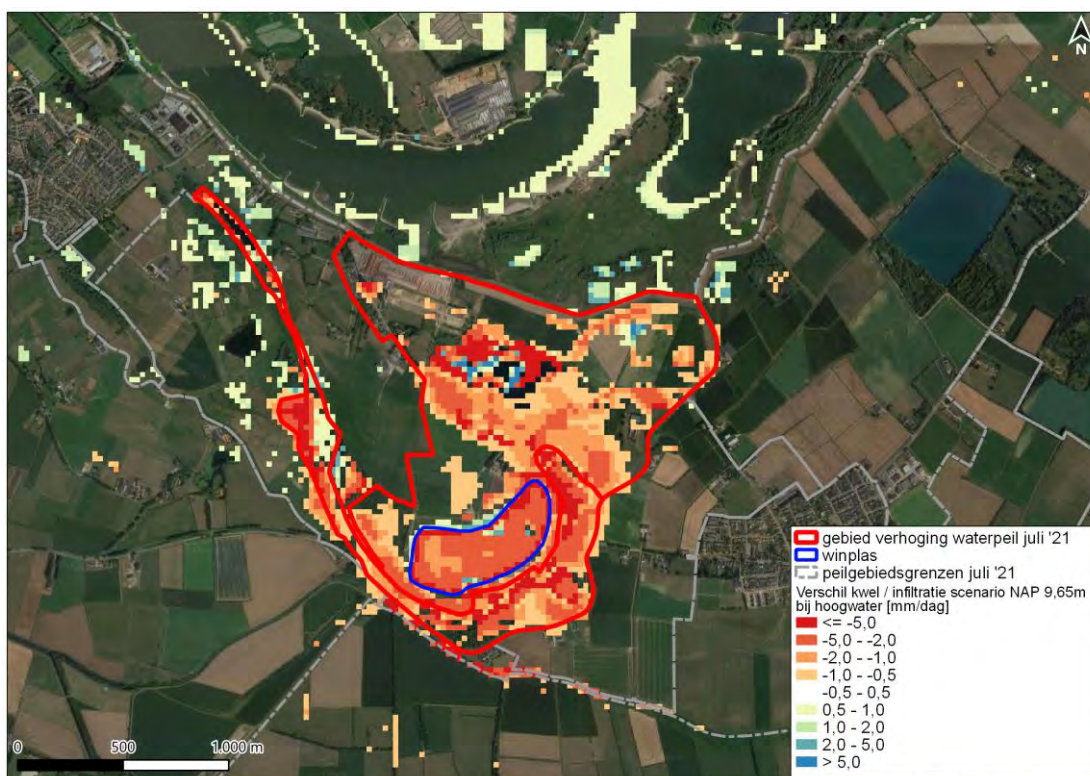 N
gebied verhoging waterpeil juli '21
winplas
peilgebiedsgrenzen juli '21
Verschil kwel / infiltratie scenario NAP 9,65m
bij hoogwater [mm/dag]
<= -5,0
-5,0 - -2,0
-2,0 - -1,0
-1,0 - -0,5
-0,5 - 0,5
0,5 - 1,0
1,0 - 2,0
2,0 - 5,0
> 5,0
0 500 1.000 m